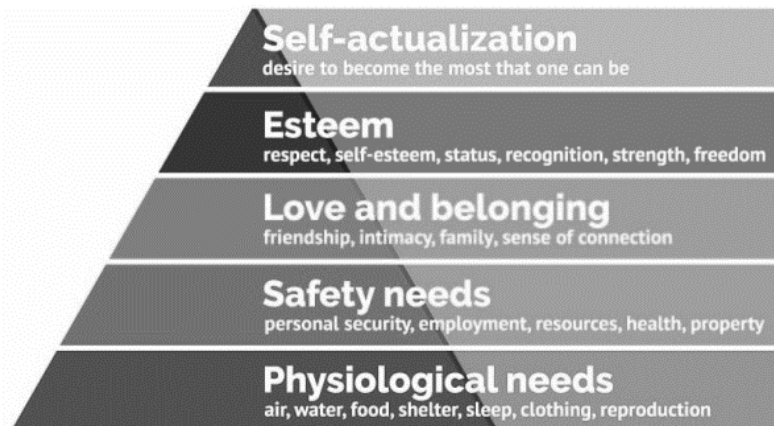 Self-actualization
desire to become the most that one can be
Esteem
respect, self-esteem, status, recognition, strength, freedom
Love and belonging
friendship, intimacy, family, sense of connection
Safety needs
personal security, employment, resources, health, property
Physiological needs
air, water, food, shelter, sleep, clothing, reproduction